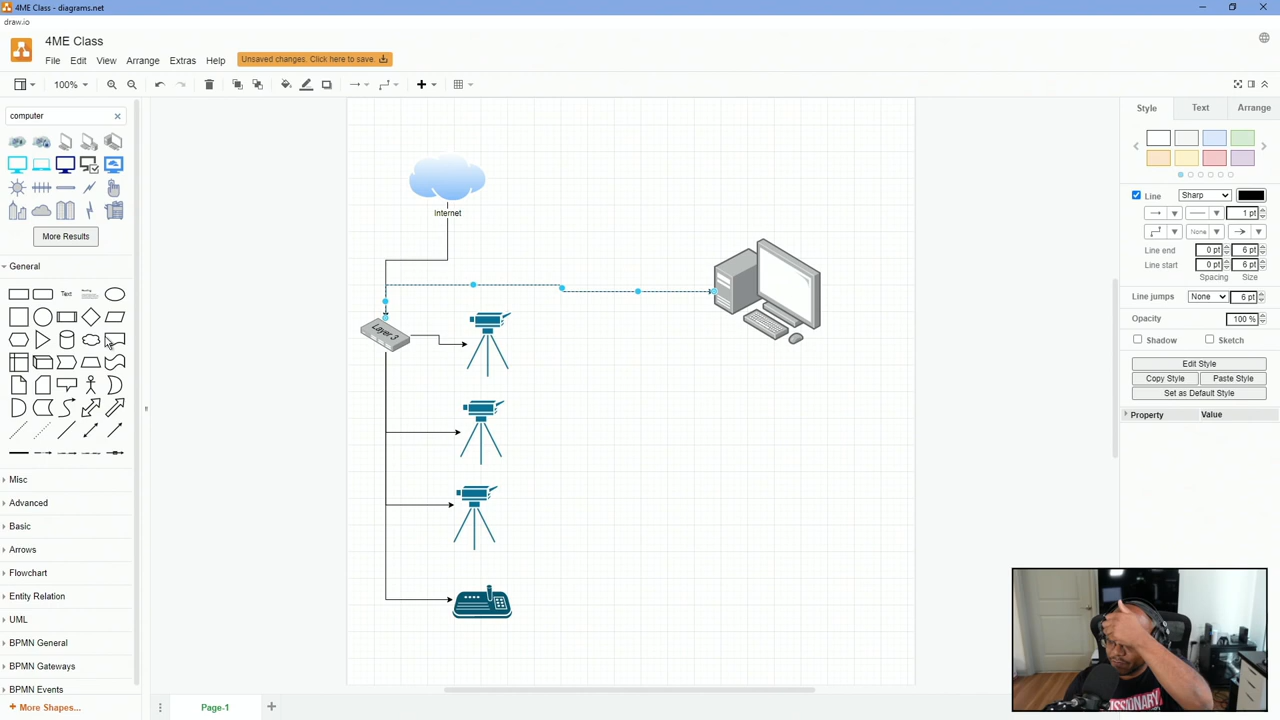 4ME Class - diagrams.net
draw.io
4ME Class
File Edit View Arrange Extras Help
Unsaved changes. Click here to save.
100%
computer
More Results
General
Text
Misc
Advanced
Basic
Arrows
Flowchart
Entity Relation
UML
BPMN General
BPMN Gateways
BPMN Events
+ More Shapes...
Internet
Layer 3
Page-1
Style Text Arrange
Line Sharp
1 pt
None
Line end 0 pt 6 pt
Line start 0 pt 6 pt
Spacing Size
Line jumps None 6 pt
Opacity 100 %
Shadow Sketch
Edit Style
Copy Style Paste Style
Set as Default Style
Property Value